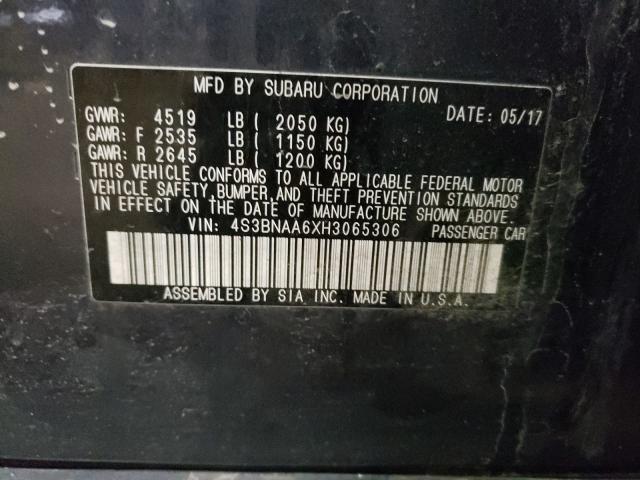 MFD BY SUBARU CORPORATION
GVWR: 4519 LB ( 2050 KG) DATE: 05/17
GAWR: F 2535 LB ( 1150 KG)
GAWR: R 2645 LB ( 1200 KG)
THIS VEHICLE CONFORMS TO ALL APPLICABLE FEDERAL MOTOR
VEHICLE SAFETY, BUMPER, AND THEFT PREVENTION STANDARDS
IN EFFECT ON THE DATE OF MANUFACTURE SHOWN ABOVE.
VIN: 4S3BNAA6XH3065306 PASSENGER CAR
ASSEMBLED BY SIA INC. MADE IN U.S.A.